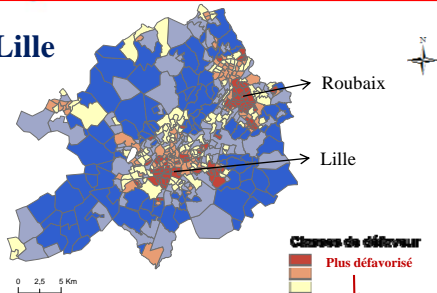 Lille
N
Roubaix
Lille
Classes de défaveur
Plus défavorisé
0 2,5 5 Km